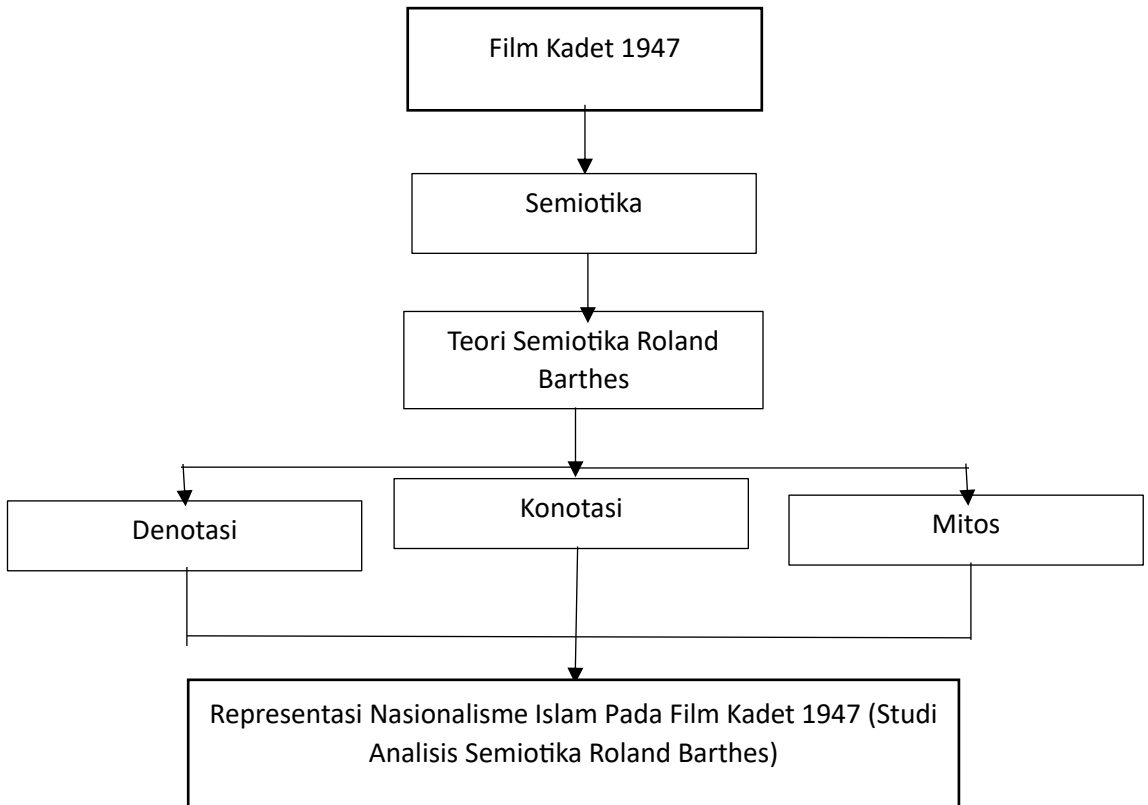 Film Kadet 1947
Semiotika
Teori Semiotika Roland
Barthes
Denotasi
Konotasi
Mitos
Representasi Nasionalisme Islam Pada Film Kadet 1947 (Studi
Analisis Semiotika Roland Barthes)